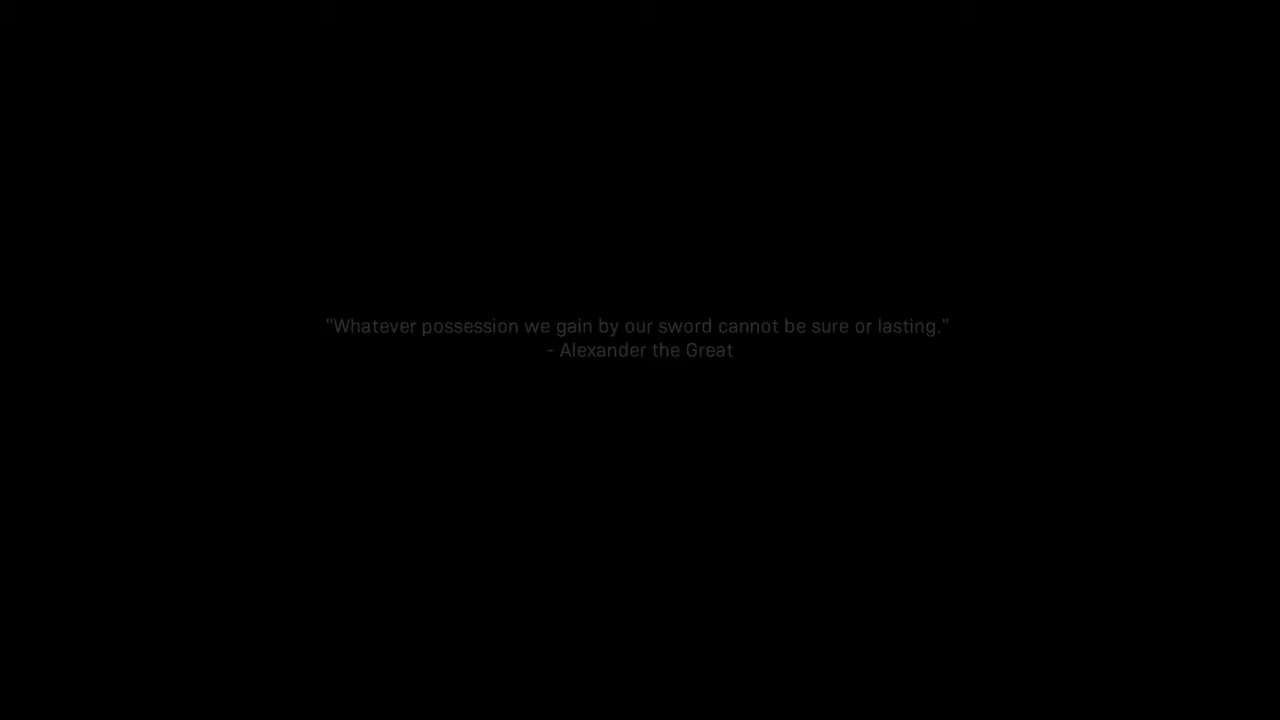 "Whatever possession we gain by our sword cannot be sure or lasting."
- Alexander the Great